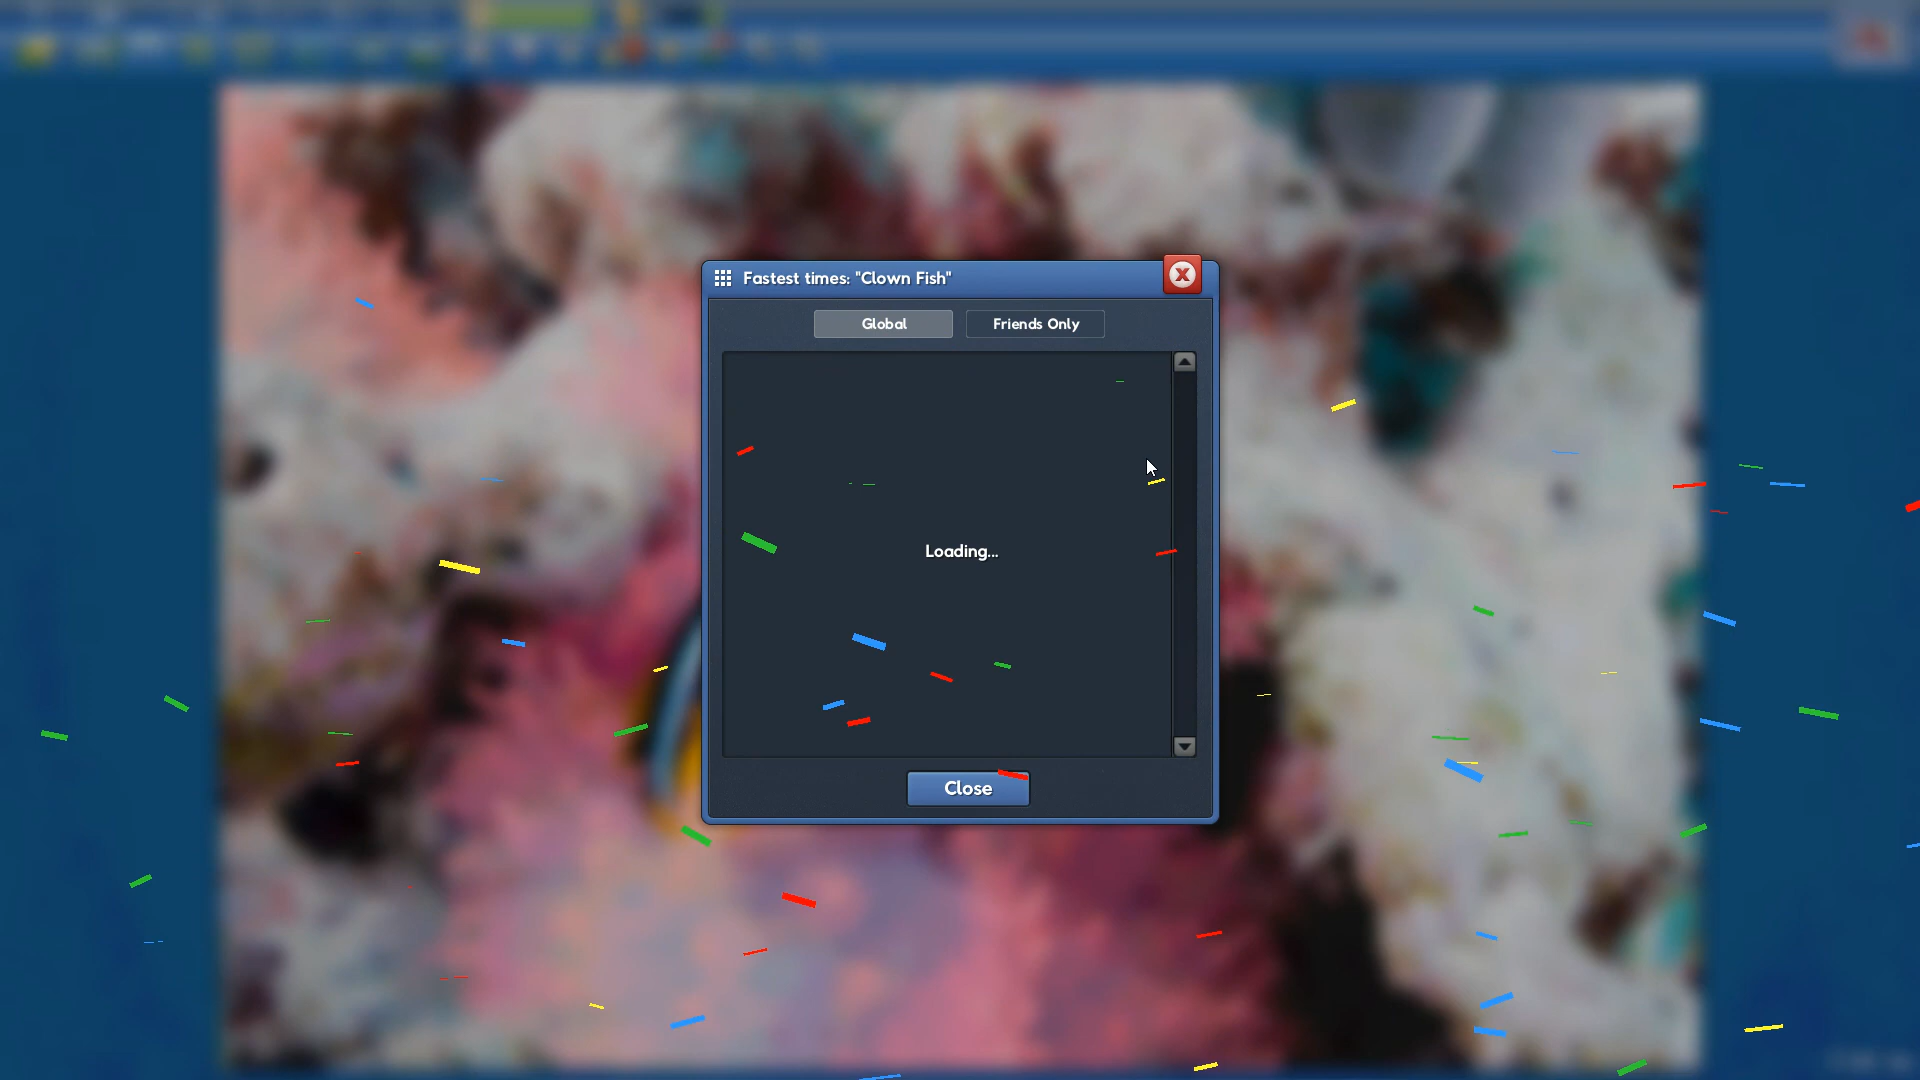 Fastest times: "Clown Fish"
Global
Friends Only
Loading...
Close